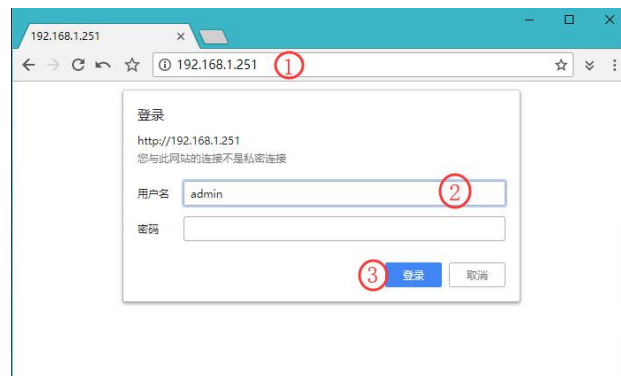 192.168.1.251
192.168.1.251 ①
登录
http://192.168.1.251
您与此网站的连接不是私密连接
用户名 admin ②
密码
③ 登录 取消